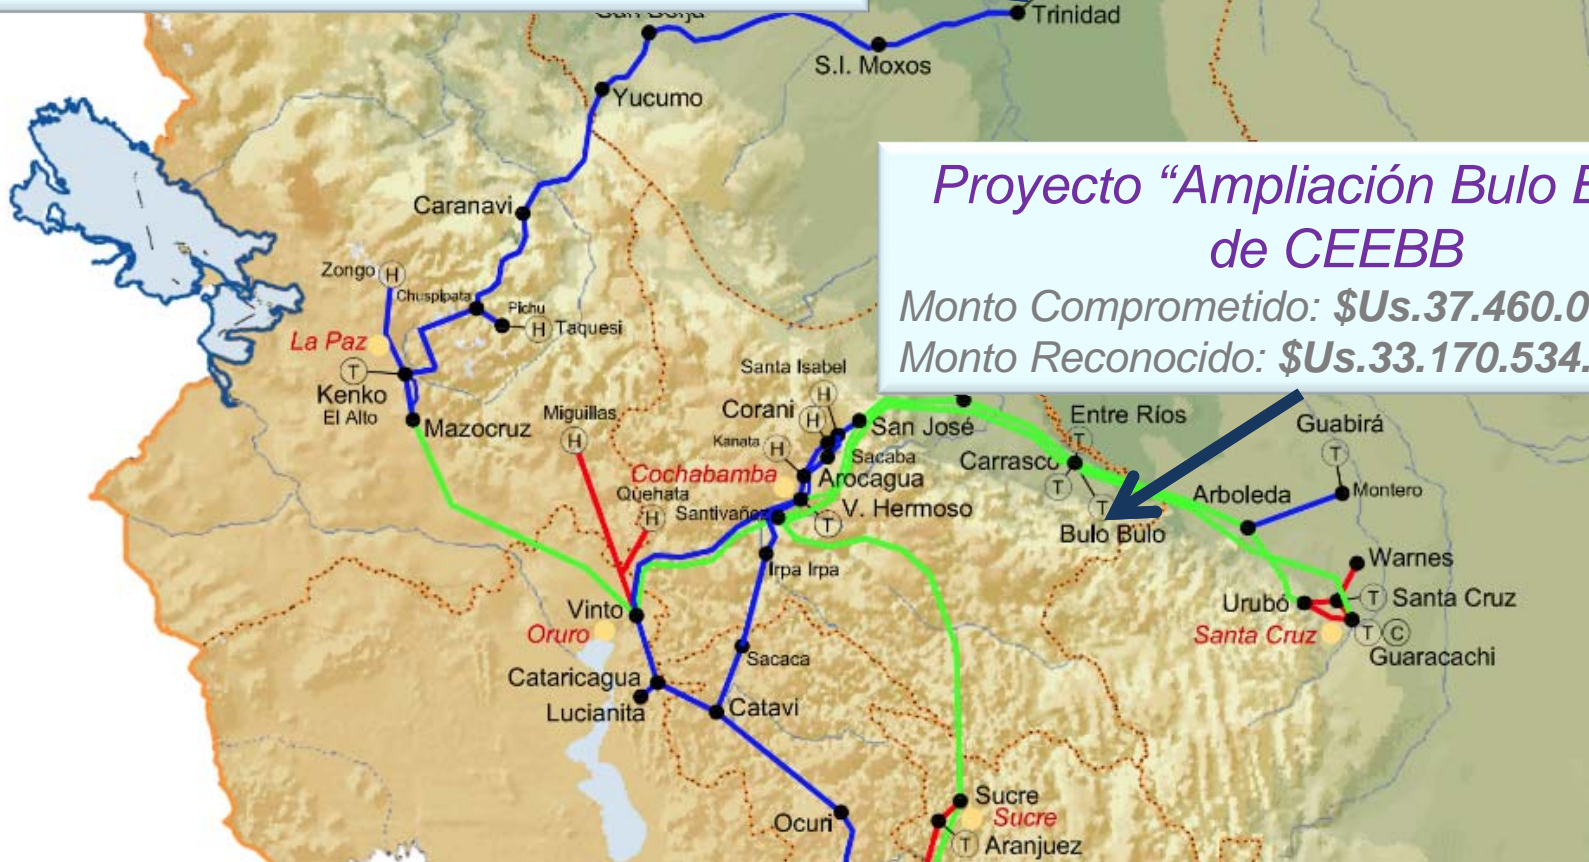 Trinidad
S.I. Moxos
Yucumo
Proyecto “Ampliación Bulo
de CEEBB
Monto Comprometido: $Us.37.460.0
Monto Reconocido: $Us.33.170.534.
Caranavi
Zongo H
Chuspipata
Pichu
H Taquesi
La Paz
T
Kenko
El Alto
Mazocruz
Miguillas
H
Santa Isabel
H
Corani H
San José
Kanata H
Sacaba
Cochabamba
Arocagua
Quehata
H
Santivañez
V. Hermoso
T
Entre Ríos
T
Carrasco
T
T
Bulo Bulo
Guabirá
T
Montero
Arboleda
Warnes
Urubó
T Santa Cruz
Santa Cruz
T C
Guaracachi
Irpa Irpa
Vinto
Oruro
Sacaca
Cataricagua
Lucianita
Catavi
Ocuri
Sucre
Sucre
T Aranjuez